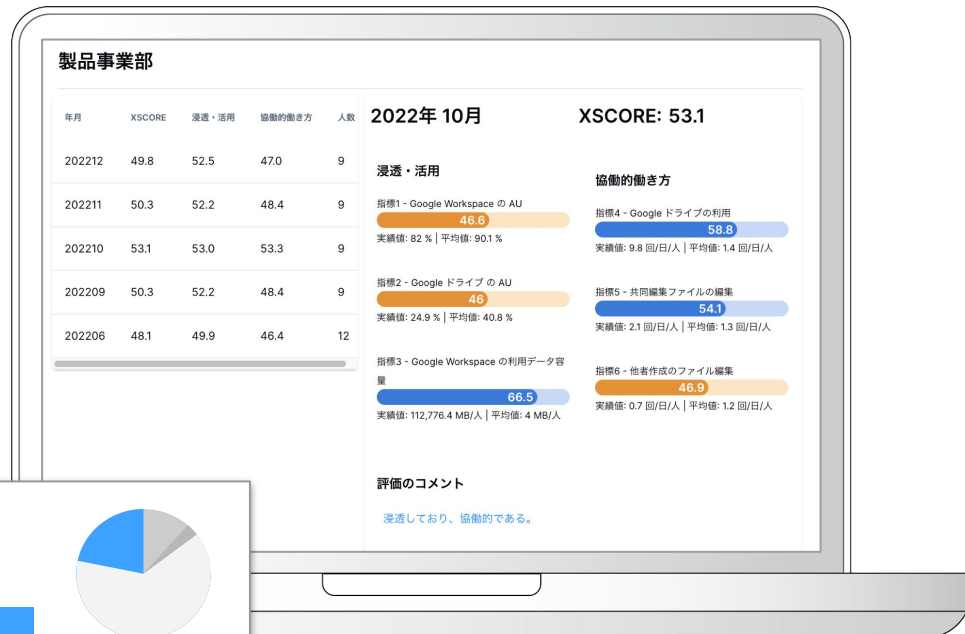 製品事業部
年月 XSCORE 浸透・活用 協働的働き方 人数
202212 49.8 52.5 47.0 9
202211 50.3 52.2 48.4 9
202210 53.1 53.0 53.3 9
202209 50.3 52.2 48.4 9
202206 48.1 49.9 46.4 12
2022年 10月 XSCORE: 53.1
浸透・活用
指標1 - Google Workspace の AU
46.6
実績値: 82 % | 平均値: 90.1 %
指標2 - Google ドライブ の AU
46
実績値: 24.9 % | 平均値: 40.8 %
指標3 - Google Workspace の利用データ容
量
66.5
実績値: 112,776.4 MB/人 | 平均値: 4 MB/人
協働的働き方
指標4 - Google ドライブの利用
58.8
実績値: 9.8 回/日/人 | 平均値: 1.4 回/日/人
指標5 - 共同編集ファイルの編集
54.1
実績値: 2.1 回/日/人 | 平均値: 1.3 回/日/人
指標6 - 他者作成のファイル編集
46.9
実績値: 0.7 回/日/人 | 平均値: 1.2 回/日/人
評価のコメント
浸透しており、協働的である。